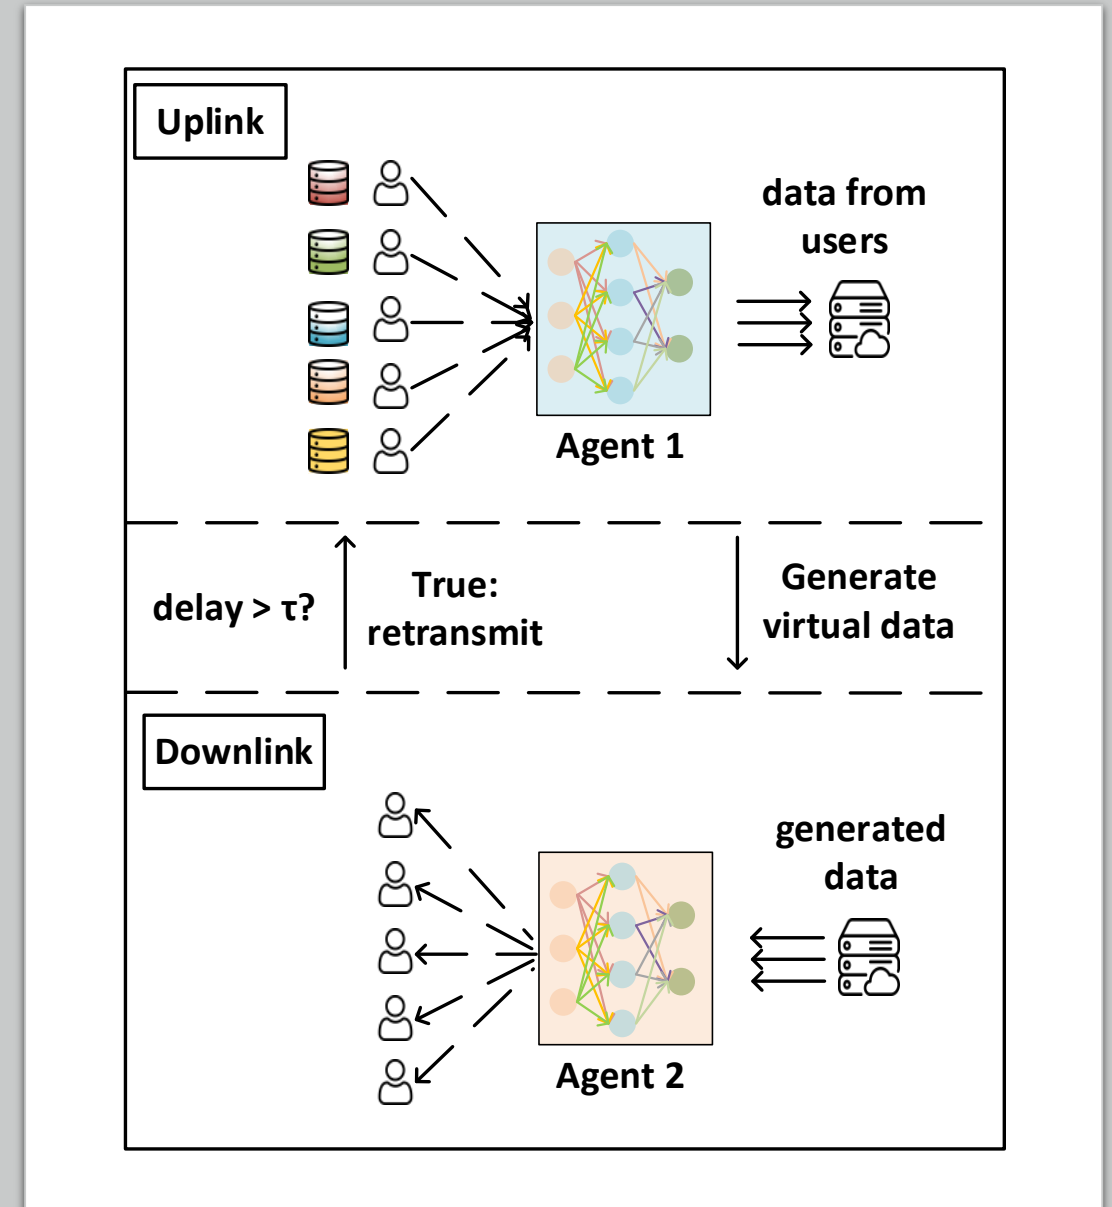 Uplink
data from
users
Agent 1
delay > τ?
True:
retransmit
Generate
virtual data
Downlink
generated
data
Agent 2